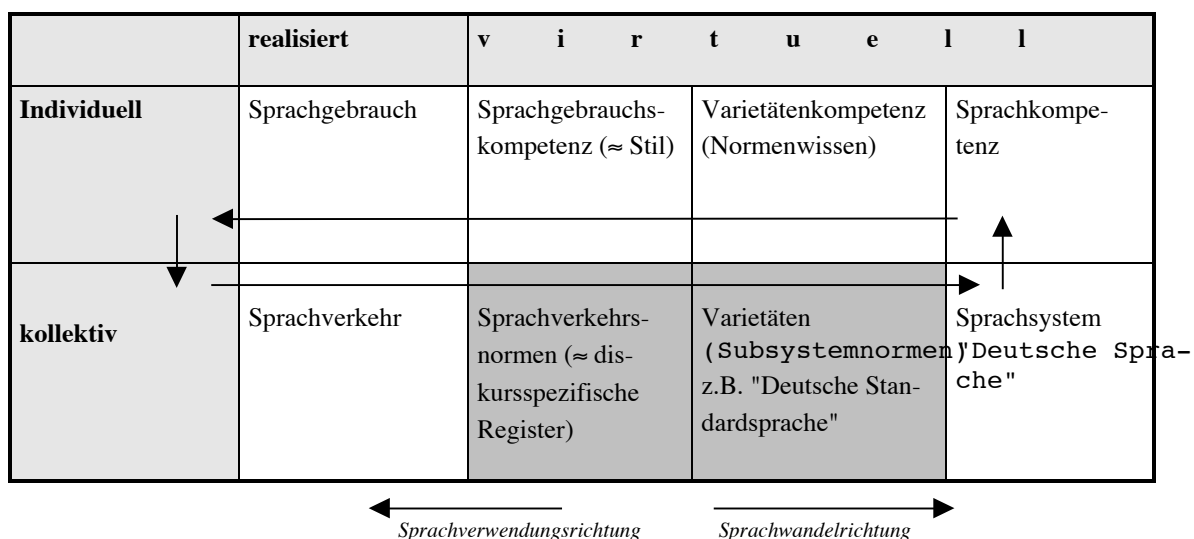 realisiert
v i r t u e l l
Individuell
Sprachgebrauch
Sprachgebrauchs-
kompetenz (≈ Stil)
Varietätenkompetenz
(Normenwissen)
Sprachkompe-
tenz
kollektiv
Sprachverkehr
Sprachverkehrs-
normen (≈ dis-
kursspezifische
Register)
Varietäten
(Subsystemnormen)
z.B. "Deutsche Stan-
dardsprache"
Sprachsystem
"Deutsche Spra-
che"
Sprachverwendungsrichtung
Sprachwandelrichtung